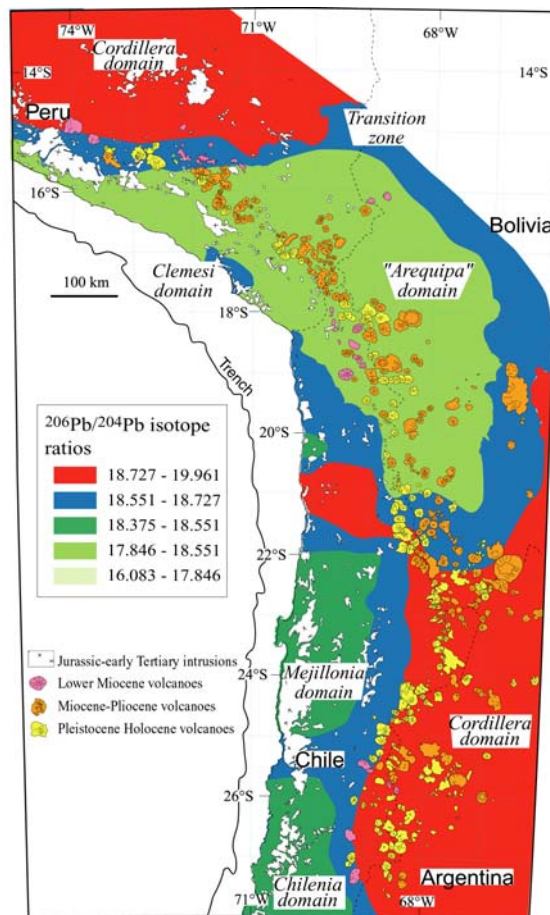 74°W
71°W
68°W
Cordillera
domain
14°S
14°S
Peru
Transition
zone
16°S
Bolivia
Clemesi
domain
"Arequipa"
domain
100 km
18°S
Trench
206Pb/204Pb isotope
ratios
18.727 - 19.961
18.551 - 18.727
18.375 - 18.551
17.846 - 18.551
16.083 - 17.846
20°S
22°S
Jurassic-early Tertiary intrusions
Lower Miocene volcanoes
Miocene-Pliocene volcanoes
Pleistocene Holocene volcanoes
24°S
Mejillonia
domain
Cordillera
domain
Chile
26°S
Argentina
Chilenia
domain
71°W
68°W